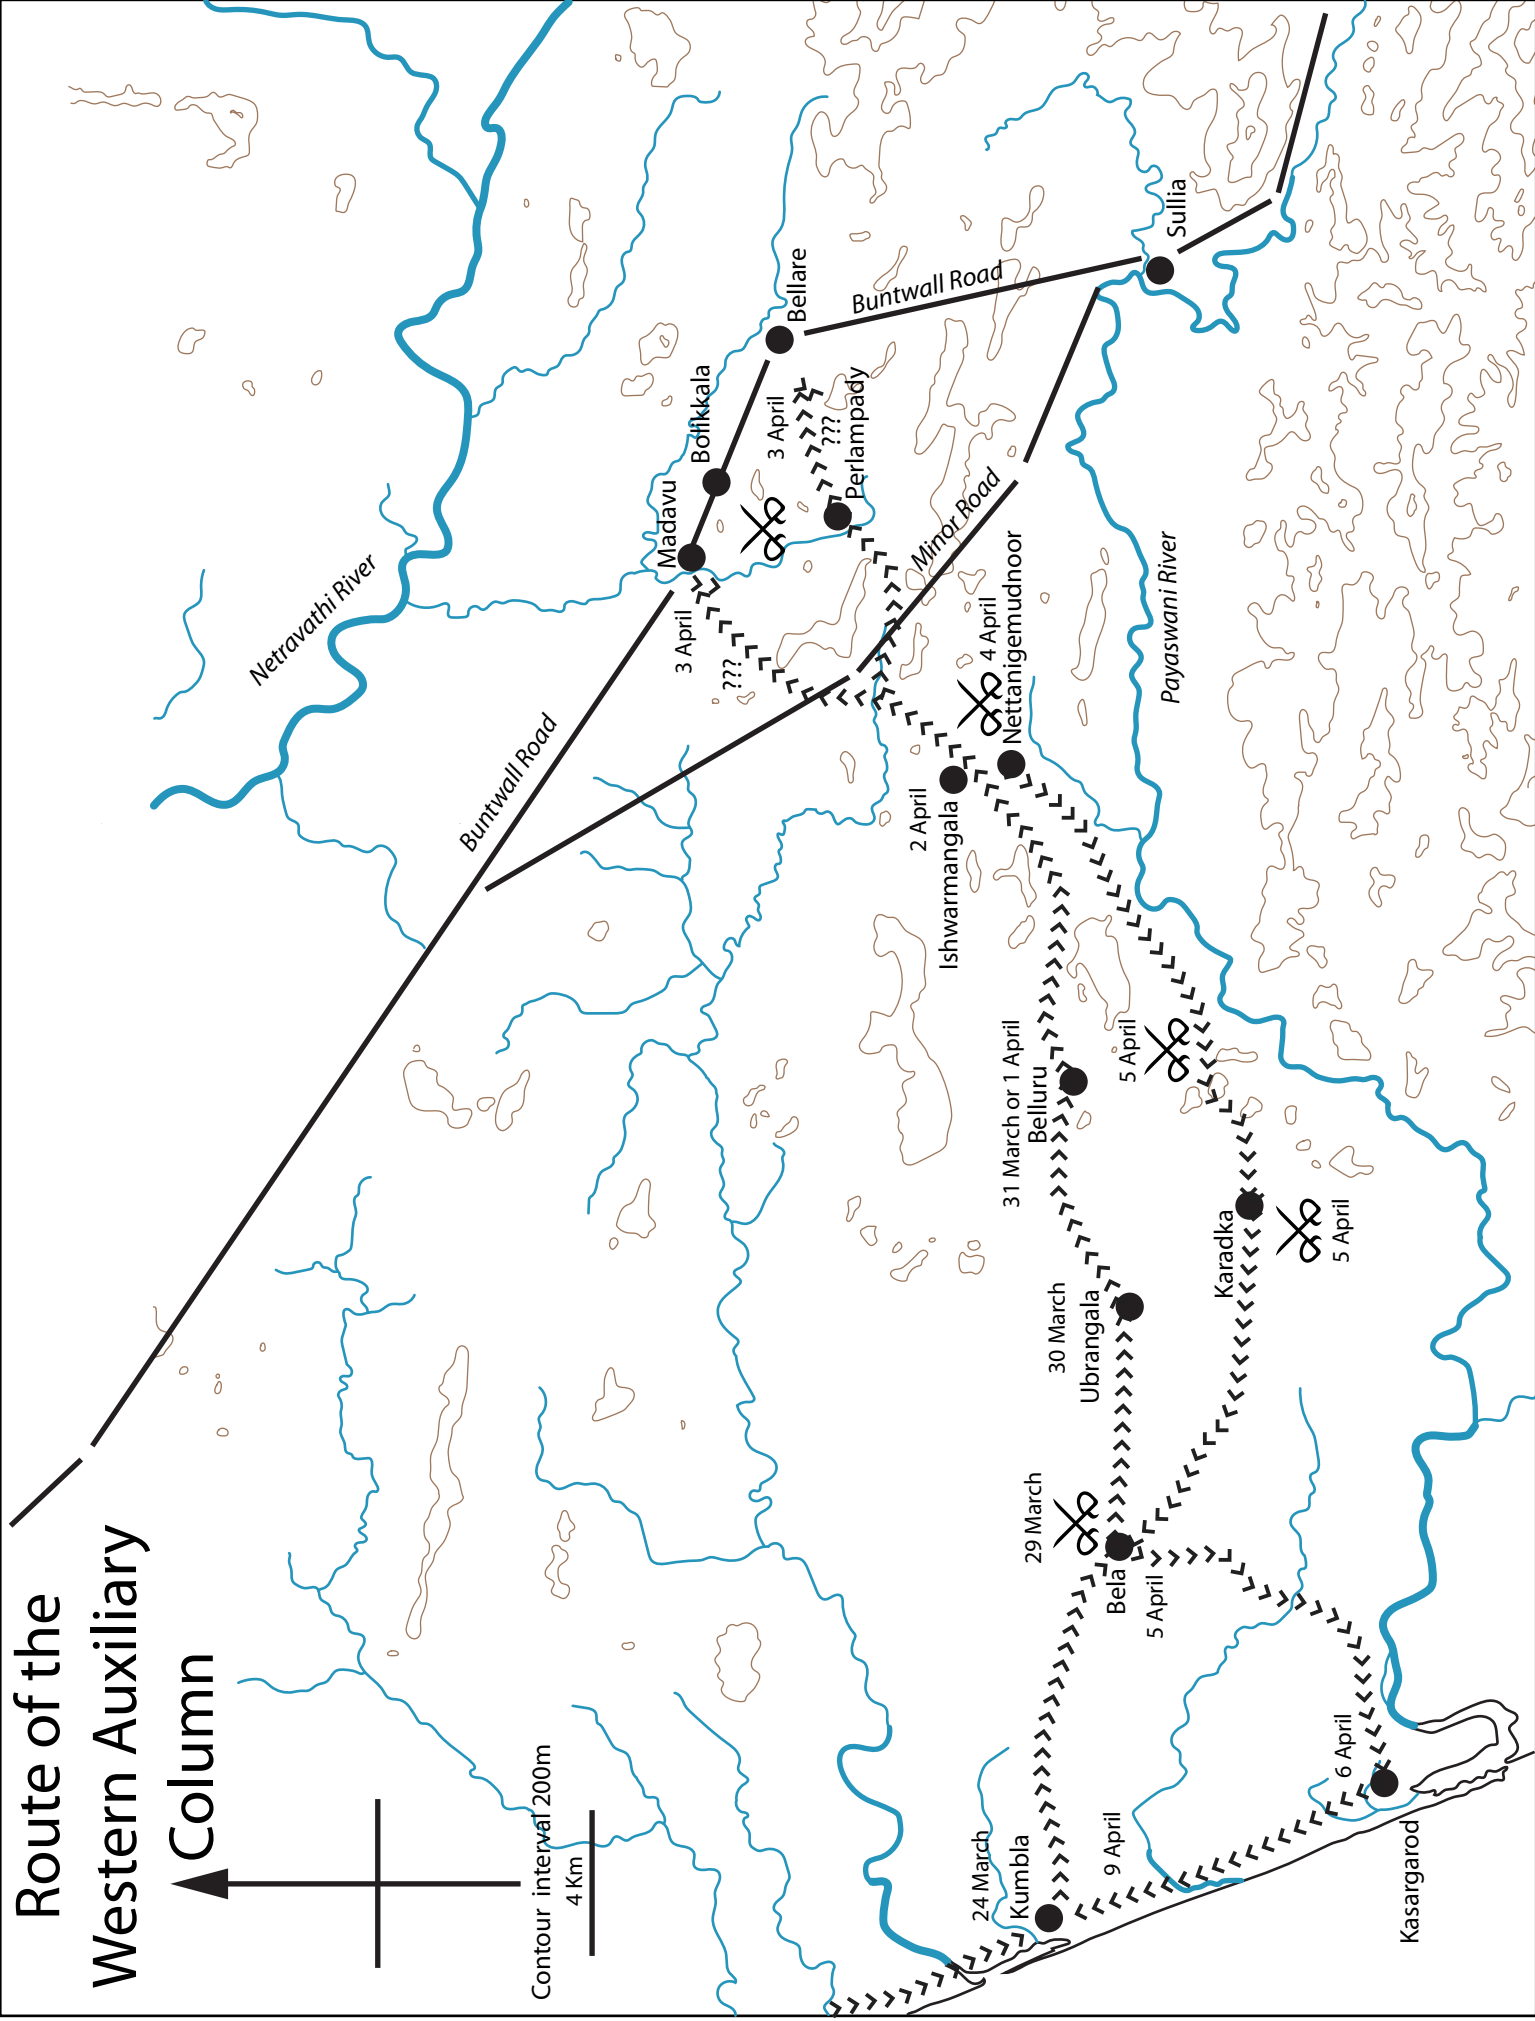 Route of the
Western Auxiliary
Column
Contour interval 200m
4 Km
Netravathi River
Buntwall Road
Madavu
3 April
???
Bolikkala
Bellare
3 April
???
Perlampady
Buntwall Road
Sullia
Minor Road
4 April
Nettanigemudnoor
2 April
Ishwarmangala
Payaswani River
31 March or 1 April
Belluru
5 April
30 March
Ubrangala
Karadka
5 April
29 March
Bela
5 April
24 March
Kumbla
9 April
6 April
Kasargarod